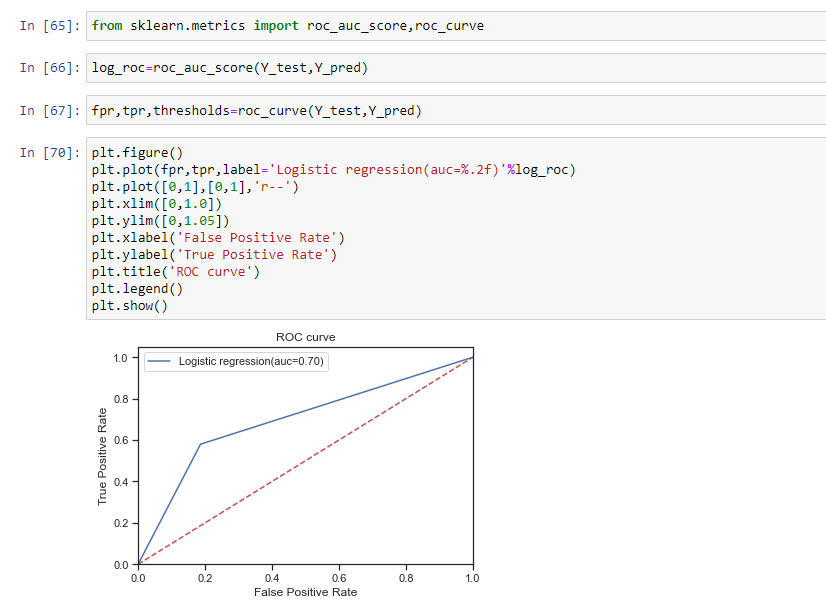 In [65]: from sklearn.metrics import roc_auc_score,roc_curve
In [66]: log_roc=roc_auc_score(Y_test,Y_pred)
In [67]: fpr,tpr,thresholds=roc_curve(Y_test,Y_pred)
In [70]: plt.figure()
plt.plot(fpr,tpr,label='Logistic regression(auc=%.2f)'%log_roc)
plt.plot([0,1],[0,1],'r--')
plt.xlim([0,1.0])
plt.ylim([0,1.05])
plt.xlabel('False Positive Rate')
plt.ylabel('True Positive Rate')
plt.title('ROC curve')
plt.legend()
plt.show()
ROC curve
Logistic regression(auc=0.70)
True Positive Rate
1.0
0.8
0.6
0.4
0.2
0.0
0.0 0.2 0.4 0.6 0.8 1.0
False Positive Rate